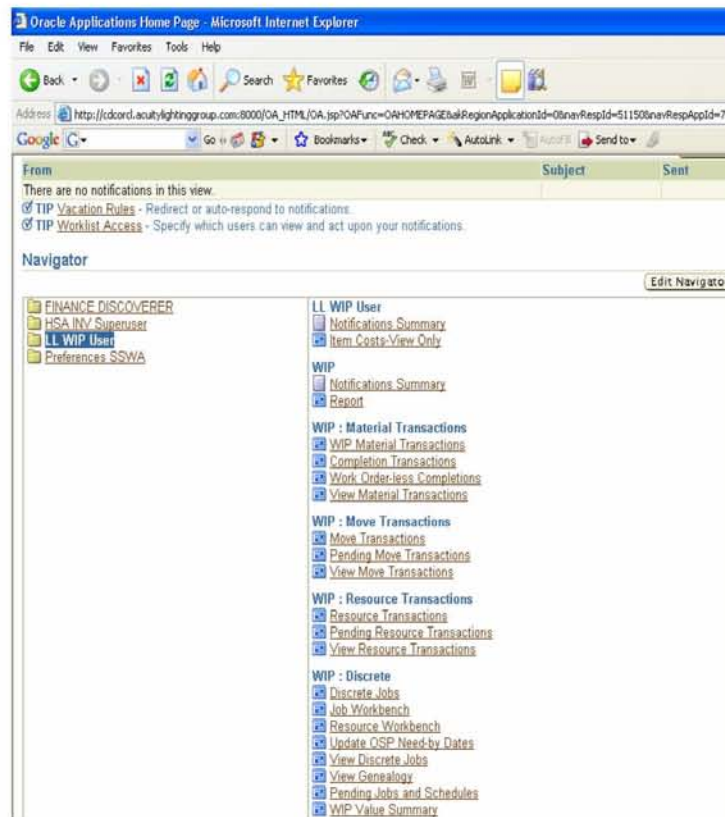 Oracle Applications Home Page - Microsoft Internet Explorer
File Edit View Favorites Tools Help
Back Search Favorites
Address http://cdcord.acuitylightinggroup.com:8000/OA_HTML/OA.jsp?OAFunc=OAHOMEPAGE&akRegionApplicationId=0&navRespId=51150&navRespAppId=7
Google G Go Bookmarks Check AutoLink AutoFill Send to
From Subject Sent
There are no notifications in this view.
TIP Vacation Rules - Redirect or auto-respond to notifications.
TIP Worklist Access - Specify which users can view and act upon your notifications.
Navigator
Edit Navigato
FINANCE DISCOVERER
HSA INV Superuser
LL WIP User
Preferences SSWA
LL WIP User
Notifications Summary
Item Costs-View Only
WIP
Notifications Summary
Report
WIP : Material Transactions
WIP Material Transactions
Completion Transactions
Work Order-less Completions
View Material Transactions
WIP : Move Transactions
Move Transactions
Pending Move Transactions
View Move Transactions
WIP : Resource Transactions
Resource Transactions
Pending Resource Transactions
View Resource Transactions
WIP : Discrete
Discrete Jobs
Job Workbench
Resource Workbench
Update OSP Need-by Dates
View Discrete Jobs
View Genealogy
Pending Jobs and Schedules
WIP Value Summary